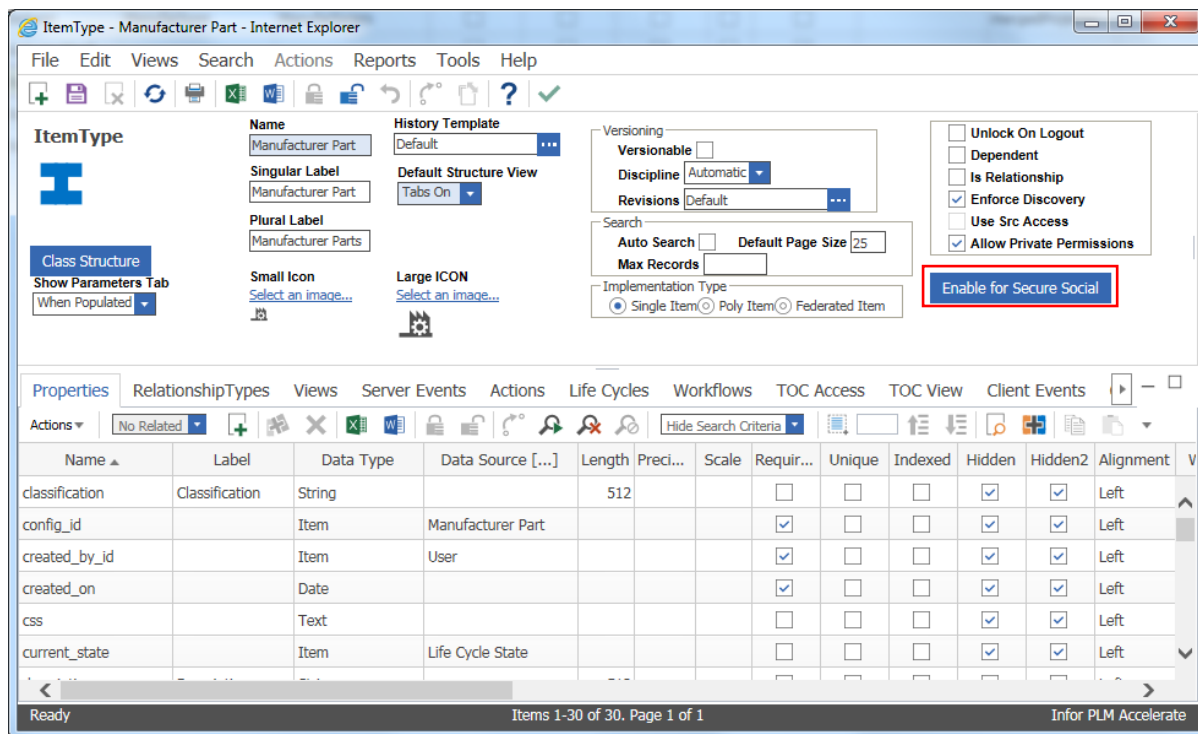 ItemType - Manufacturer Part - Internet Explorer
File Edit Views Search Actions Reports Tools Help
ItemType
Class Structure
Show Parameters Tab
When Populated
Name
Manufacturer Part
Singular Label
Manufacturer Part
Plural Label
Manufacturer Parts
Small Icon
Select an image...
History Template
Default
Default Structure View
Tabs On
Large ICON
Select an image...
Versioning
Versionable
Discipline Automatic
Revisions Default
Search
Auto Search Default Page Size 25
Max Records
Implementation Type
Single Item Poly Item Federated Item
Unlock On Logout
Dependent
Is Relationship
Enforce Discovery
Use Src Access
Allow Private Permissions
Enable for Secure Social
Properties RelationshipTypes Views Server Events Actions Life Cycles Workflows TOC Access TOC View Client Events
Actions No Related Hide Search Criteria
Name Label Data Type Data Source [...] Length Preci... Scale Requir... Unique Indexed Hidden Hidden2 Alignment
classification Classification String 512 Left
config_id Item Manufacturer Part Left
created_by_id Item User Left
created_on Date Left
css Text Left
current_state Item Life Cycle State Left
Ready Items 1-30 of 30. Page 1 of 1 Infor PLM Accelerate